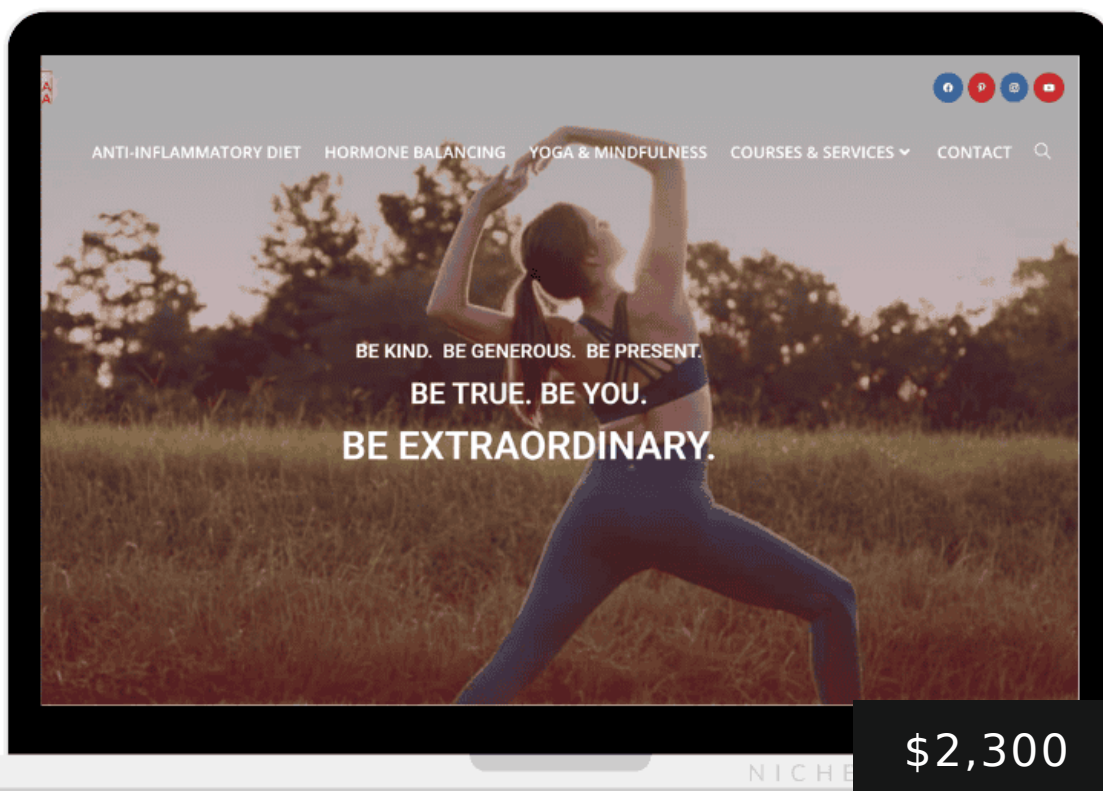 A
A
ANTI-INFLAMMATORY DIET HORMONE BALANCING YOGA & MINDFULNESS COURSES & SERVICES CONTACT
BE KIND. BE GENEROUS. BE PRESENT.
BE TRUE. BE YOU.
BE EXTRAORDINARY.
$2,300